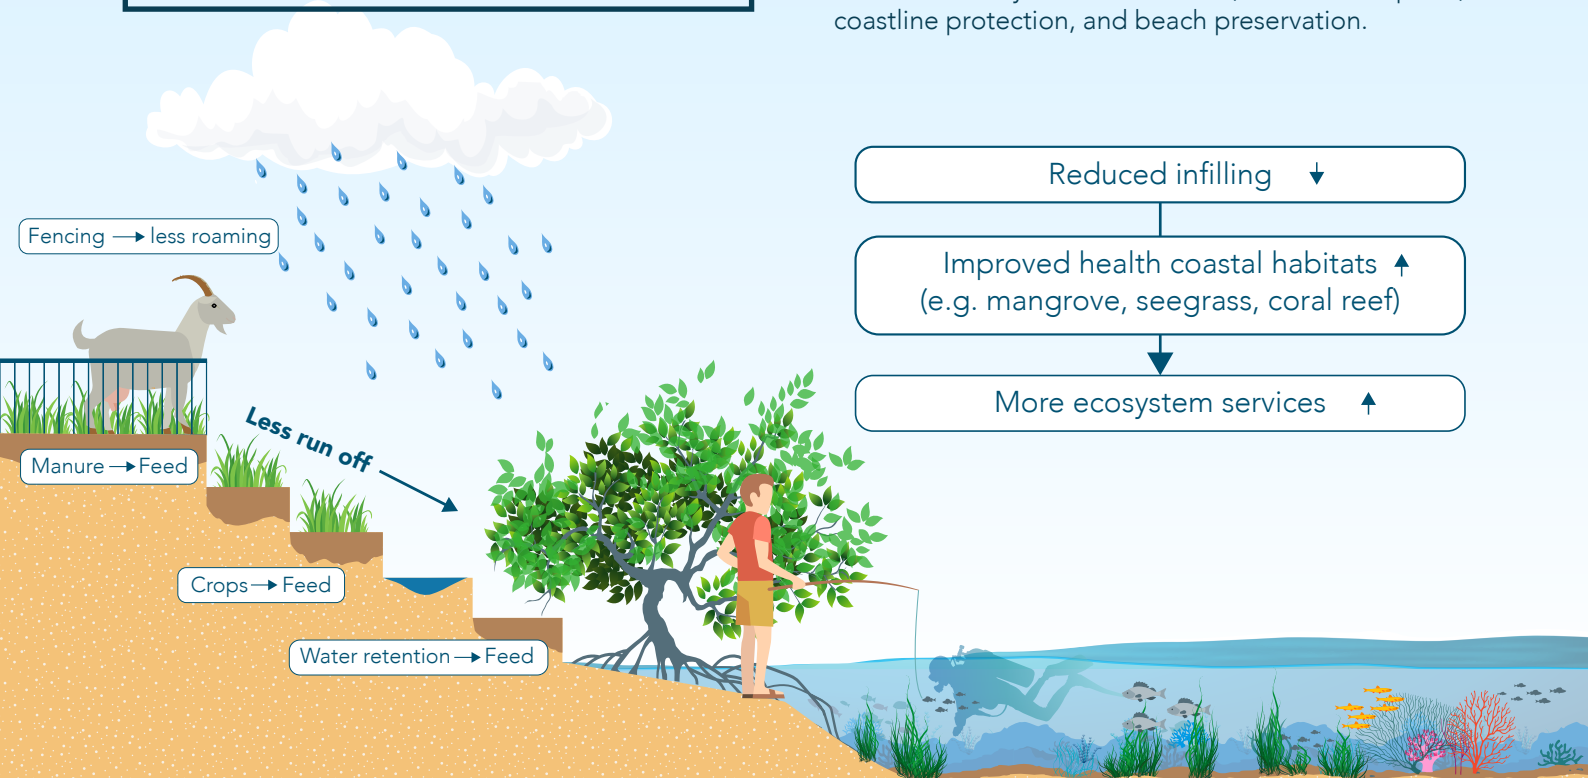 coastline protection, and beach preservation.
Reduced infilling
Fencing → less roaming
Improved health coastal habitats
(e.g. mangrove, seegrass, coral reef)
More ecosystem services
Less run off
Manure → Feed
Crops → Feed
Water retention → Feed